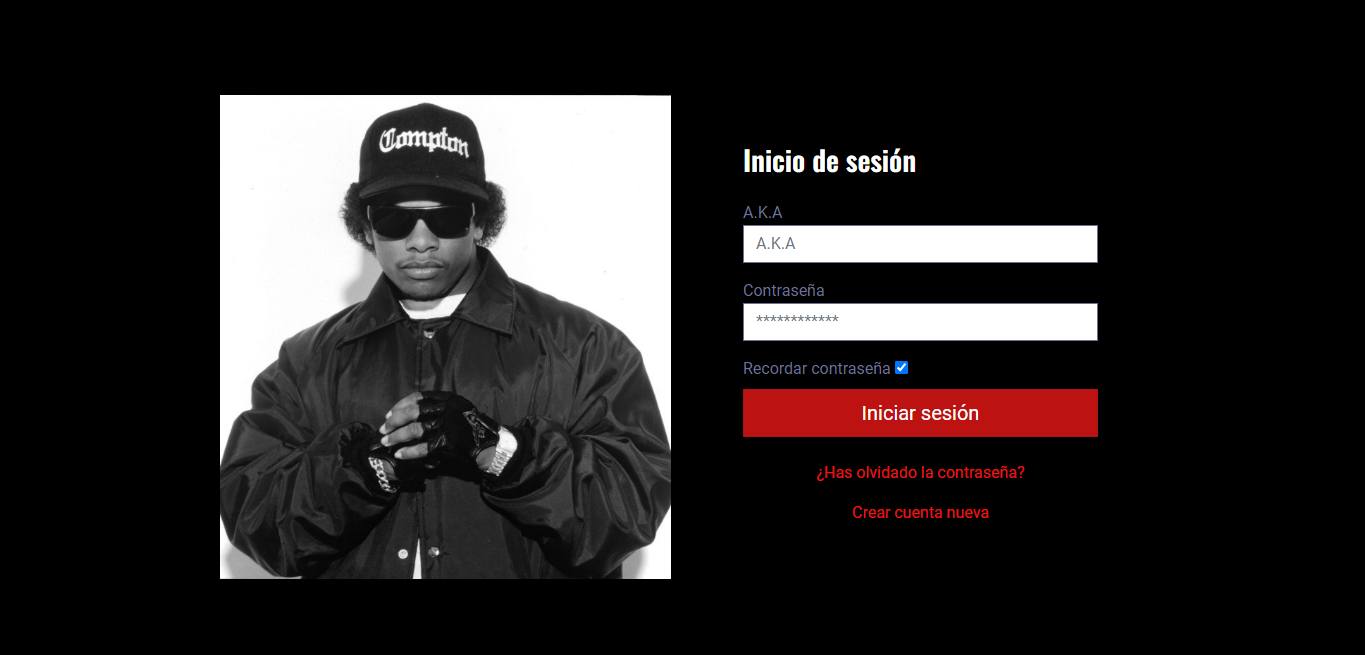 Compton
Inicio de sesión
A.K.A
A.K.A
Contraseña
************
Recordar contraseña
Iniciar sesión
¿Has olvidado la contraseña?
Crear cuenta nueva